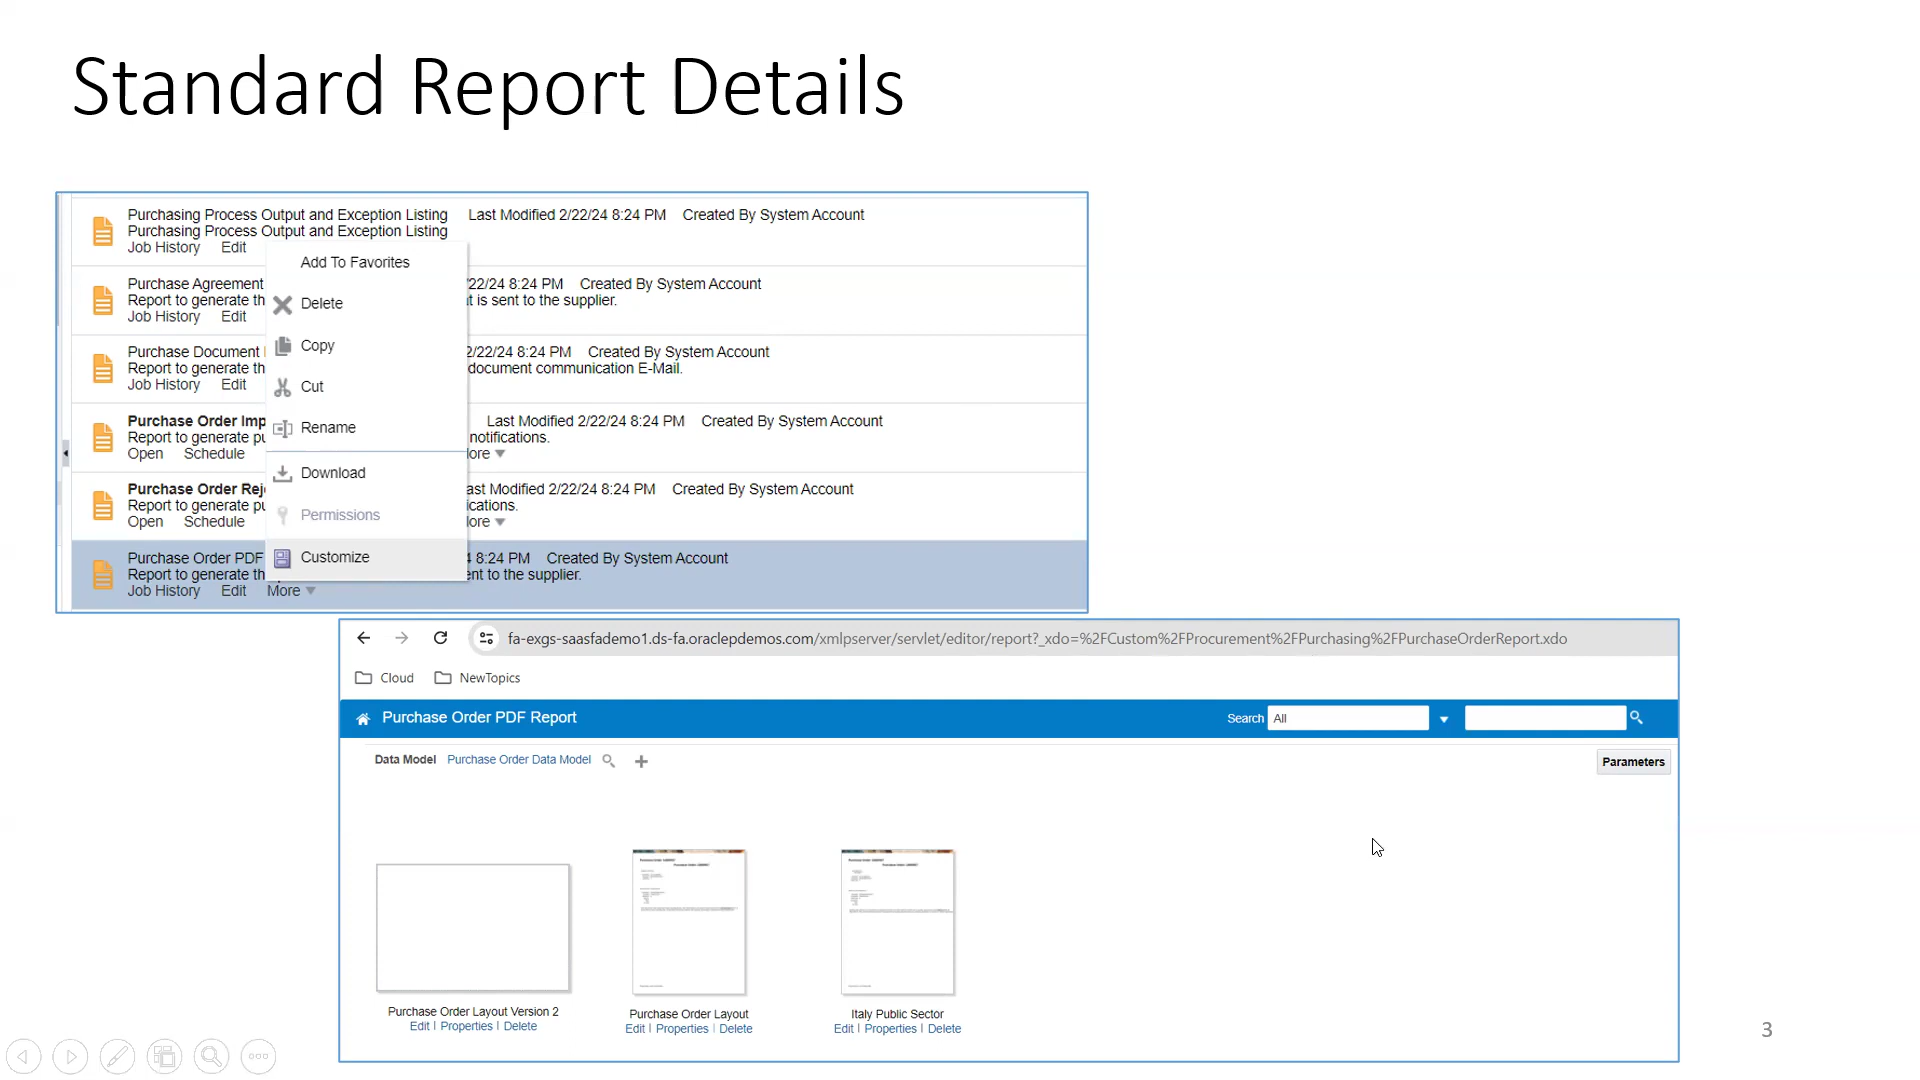 Standard Report Details
Purchasing Process Output and Exception Listing Last Modified 2/22/24 8:24 PM Created By System Account
Purchasing Process Output and Exception Listing
Job History Edit
Add To Favorites
Purchase Agreement 22/24 8:24 PM Created By System Account
Report to generate th t is sent to the supplier.
Job History Edit
Delete
Copy
Purchase Document 2/22/24 8:24 PM Created By System Account
Report to generate th document communication E-Mail.
Job History Edit
Cut
Rename
Purchase Order Imp Last Modified 2/22/24 8:24 PM Created By System Account
Report to generate pu notifications.
Open Schedule ore
Download
Purchase Order Rej ast Modified 2/22/24 8:24 PM Created By System Account
Report to generate pu ications.
Open Schedule ore
Permissions
Customize
Purchase Order PDF 8:24 PM Created By System Account
Report to generate th ent to the supplier.
Job History Edit More
fa-exgs-saasfademo1.ds-fa.oraclepdemos.com/xmlpserver/servlet/editor/report?_xdo=%2FCustom%2FProcurement%2FPurchasing%2FPurchaseOrderReport.xdo
Cloud NewTopics
Purchase Order PDF Report Search All
Data Model Purchase Order Data Model Parameters
Purchase Order Layout Version 2
Edit | Properties | Delete
Purchase Order Layout
Edit | Properties | Delete
Italy Public Sector
Edit | Properties | Delete
3